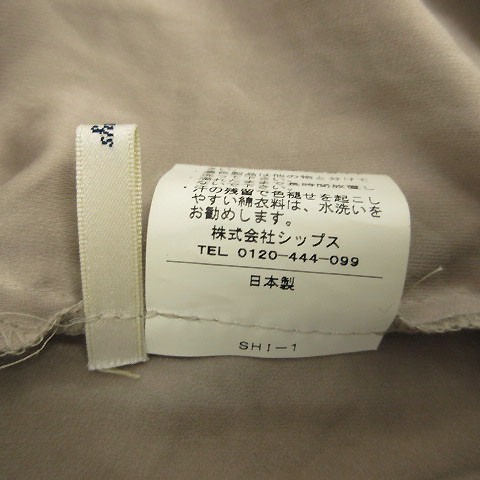 汗の残留で色褪せを起こし
やすい綿衣料は、水洗いを
お勧めします。
株式会社シップス
TEL 0120-444-099
日本製
SHI-1